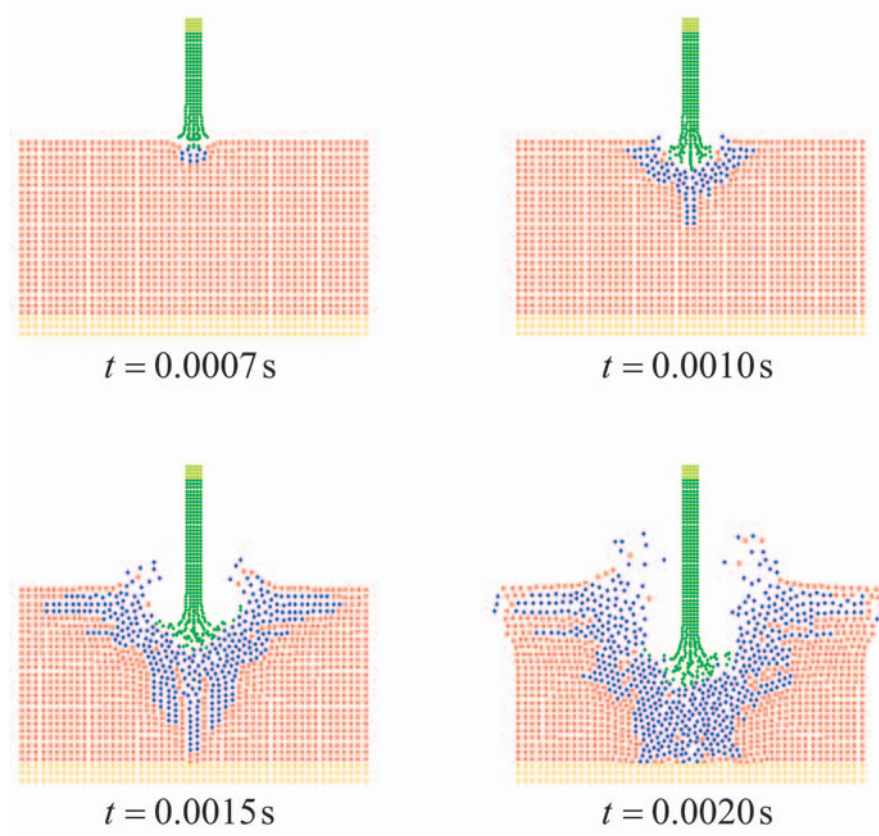 t = 0.0007 s
t = 0.0010 s
t = 0.0015 s
t = 0.0020 s